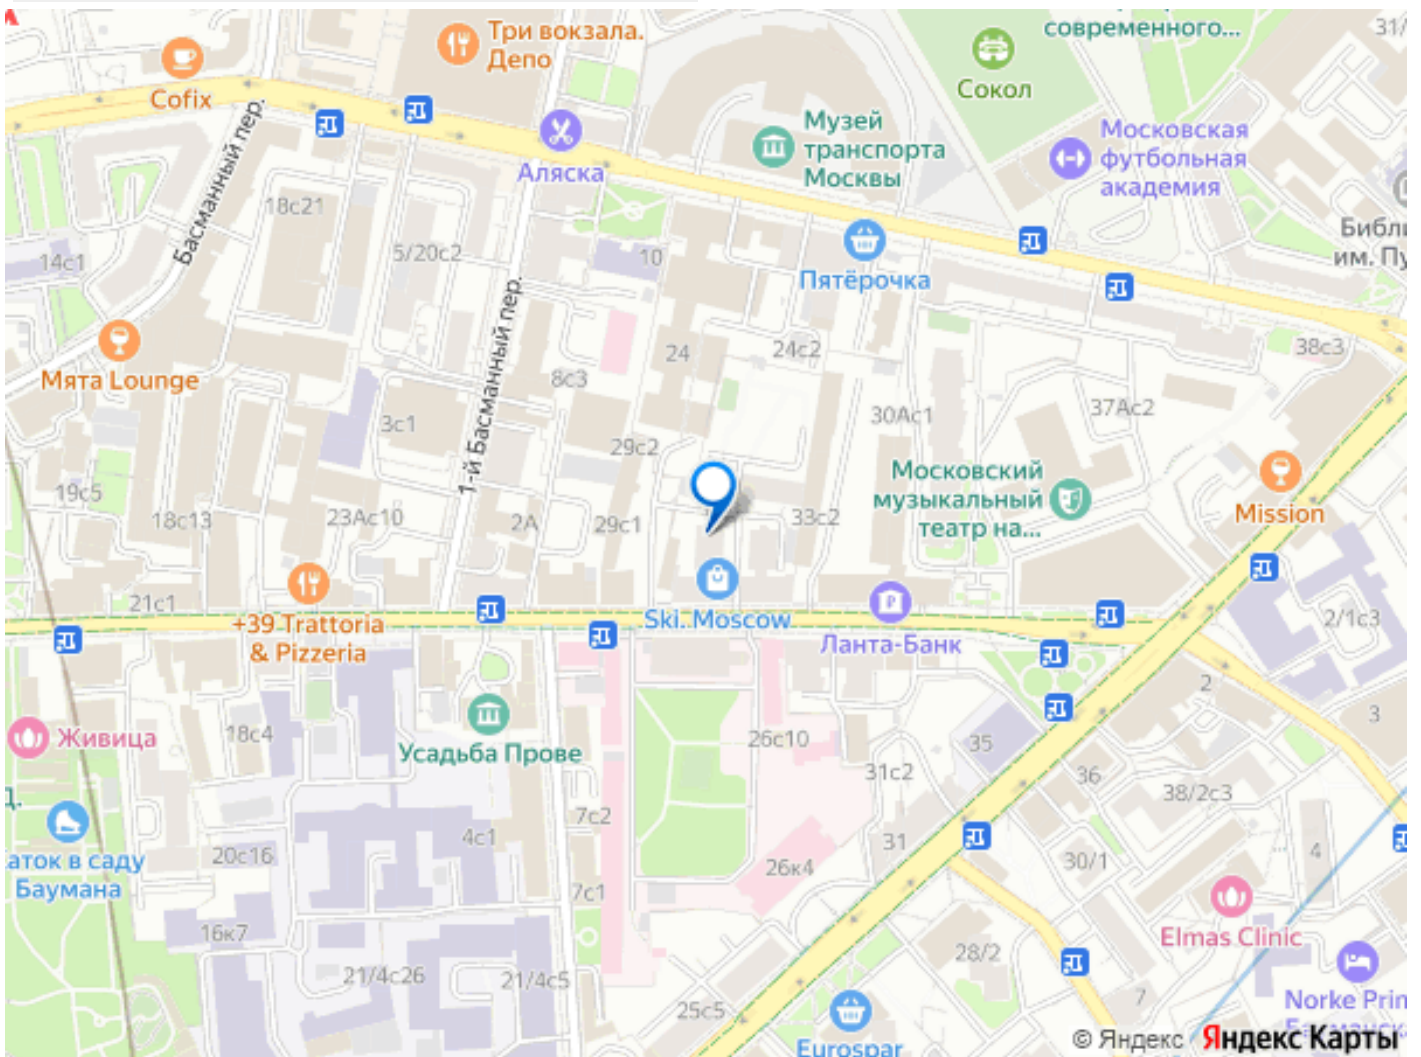 современного...
31/
Три вокзала.
Депо
Cofix
Сокол
Музей
транспорта
Москвы
Московская
футбольная
академия
Аляска
Басманный пер.
18с21
5/20с2
14с1
10
Библи
им. Пу
Пятёрочка
1-й Басманный пер.
Мята Lounge
24
24с2
38с3
8с3
3с1
30Ас1
37Ас2
29с2
Московский
музыкальный
театр на...
Mission
19с5
18с13
23Ас10
2А
29с1
33с2
21с1
+39 Trattoria
& Pizzeria
Ski. Moscow
Ланта-Банк
2/1с3
2
3
Живица
18с4
Усадьба Прове
26с10
35
31с2
36
38/2с3
7с2
4с1
д.
аток в саду
Баумана
20с16
31
26к4
30/1
4
7с1
Elmas Clinic
16к7
21/4с26
21/4с5
28/2
25с5
7
Norke Prin
Eurospar
© Яндекс Яндекс Карты